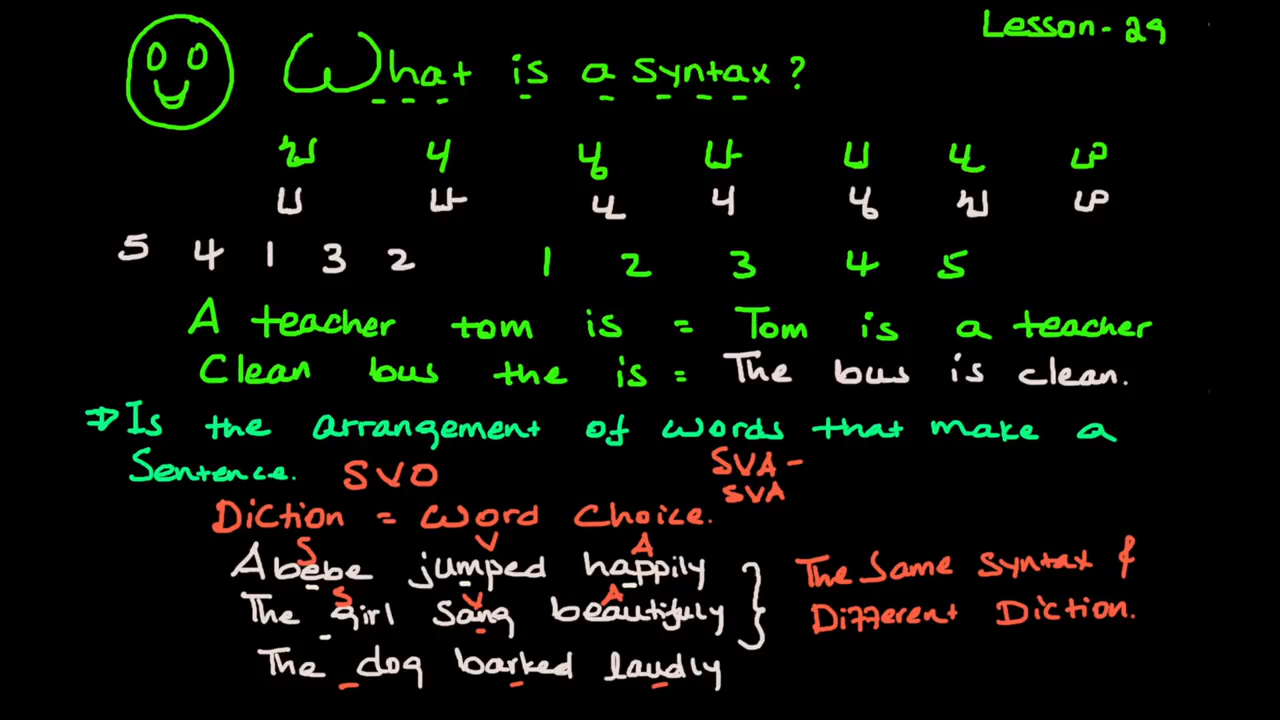 Lesson-29
What is a syntax?
ህ ሃ ሄ ሁ ሀ ሂ ሆ
ሀ ሁ ሂ ሃ ሄ ህ ሆ
5 4 1 3 2 1 2 3 4 5
A teacher tom is = Tom is a teacher
Clean bus the is = The bus is clean.
⇒ Is the arrangement of words that make a
Sentence. SVO SVA -
SVA
Diction = Word Choice.
S V A
Abebe jumped happily
S V A
The girl sang beautifuly
The dog barked laudly
The Same Syntax &
Different Diction.